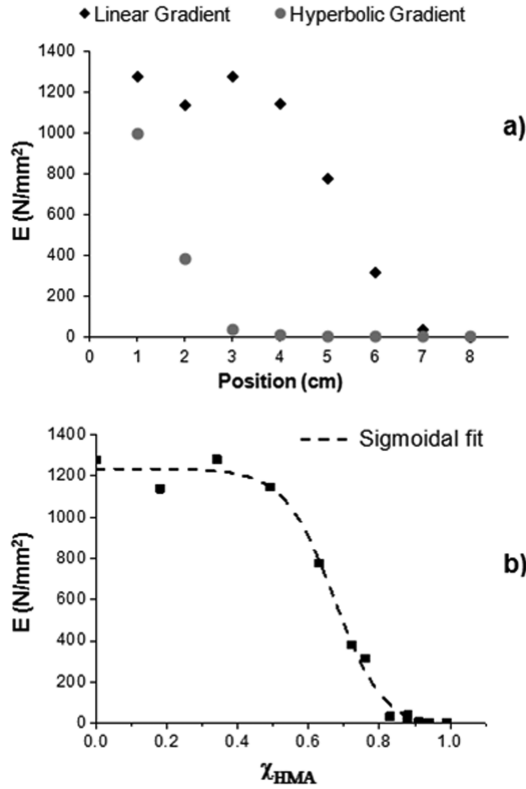 Linear Gradient Hyperbolic Gradient
1400
1200
1000
800
600
400
200
0
E (N/mm²)
a)
0 1 2 3 4 5 6 7 8
Position (cm)
Sigmoidal fit
1400
1200
1000
800
600
400
200
0
E (N/mm²)
b)
0.0 0.2 0.4 0.6 0.8 1.0
χHMA